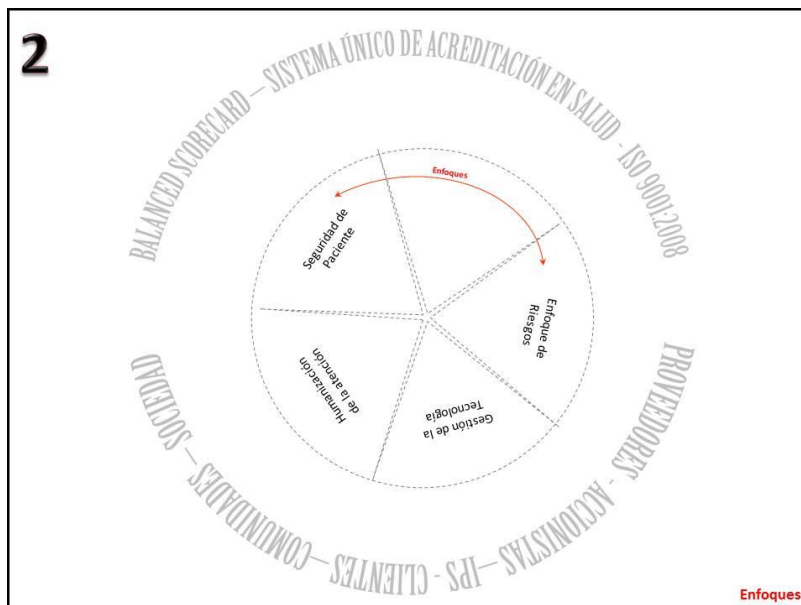 2
BALANCED SCORECARD — SISTEMA ÚNICO DE ACREDITACIÓN EN SALUD - ISO 9001:2008
Enfoques
Seguridad de
Paciente
Enfoque de
Riesgos
Humanización
de la atención
Gestión de la
Tecnología
PROVEEDORES - ACCIONISTAS —IPS - CLIENTES —COMUNIDADES— SOCIEDAD
Enfoques